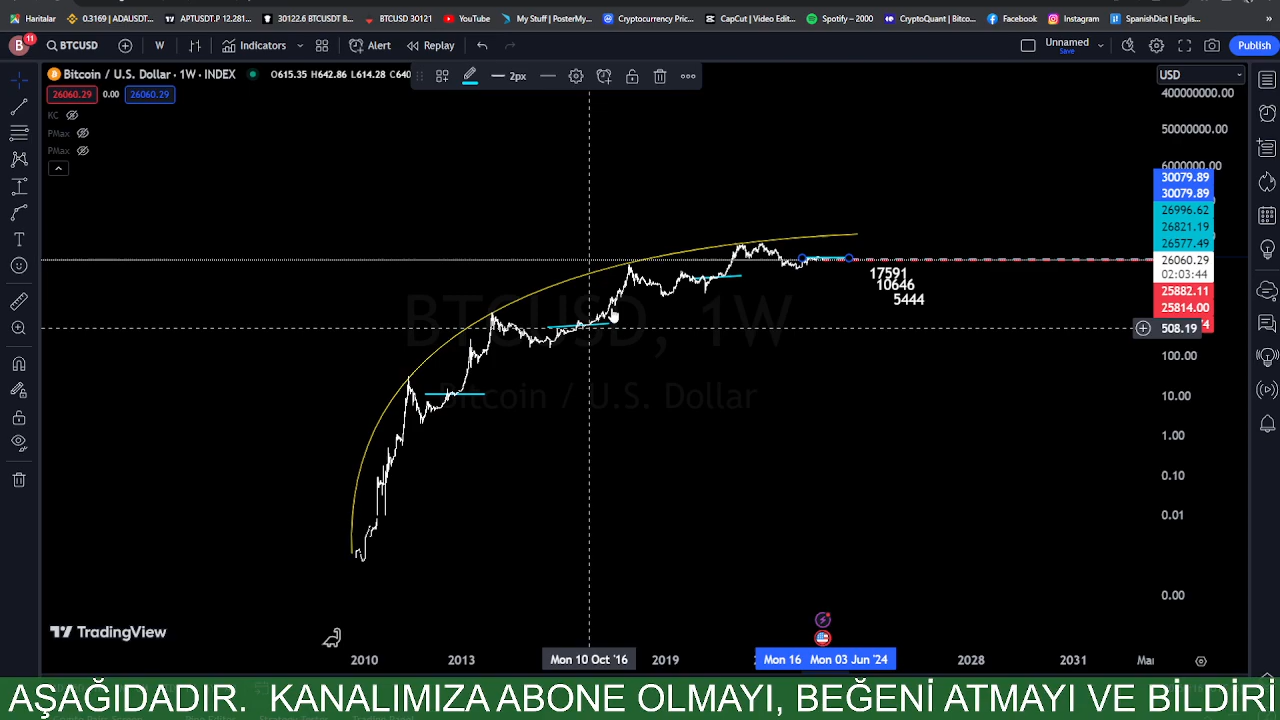 Haritalar
0.3169 | ADAUSDT...
APTUSDT.P 12.281...
30122.6 BTCUSDT B...
BTCUSD 30121
YouTube
My Stuff | PosterMy...
Cryptocurrency Pric...
CapCut | Video Edit...
Spotify – 2000
CryptoQuant | Bitco...
Facebook
Instagram
SpanishDict | Englis...
B 11
BTCUSD
W
Indicators
Alert
Replay
Unnamed
Save
Publish
Bitcoin / U.S. Dollar · 1W · INDEX
O615.35 H642.86 L614.28 C640
2px
USD
26060.29
0.00
26060.29
KC
PMax
PMax
400000000.00
50000000.00
6000000.00
30079.89
30079.89
26996.62
26821.19
26577.49
26060.29
02:03:44
25882.11
25814.00
508.19
100.00
10.00
1.00
0.10
0.01
0.00
17591
10646
5444
BTCUSD, 1W
Bitcoin / U.S. Dollar
TradingView
2010
2013
Mon 10 Oct '16
2019
Mon 16
Mon 03 Jun '24
2028
2031
AŞAĞIDADIR. KANALIMIZA ABONE OLMAYI, BEĞENİ ATMAYI VE BİLDİRİ